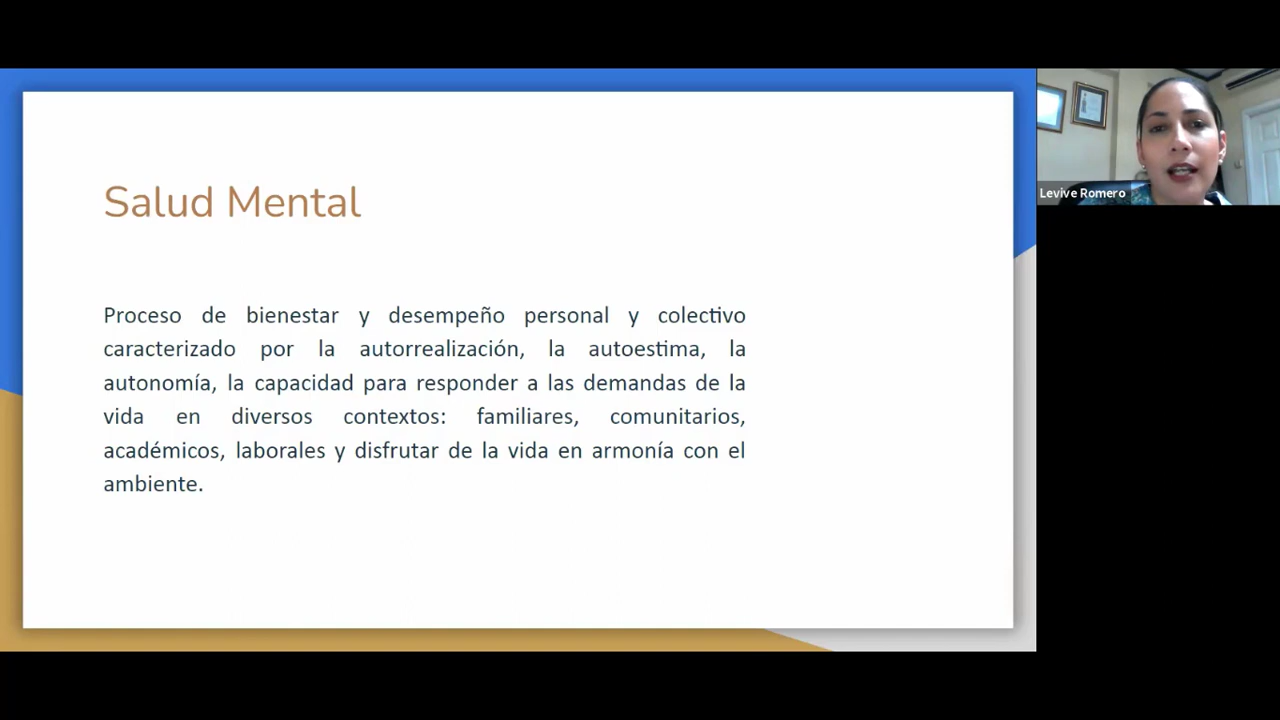 Salud Mental
Proceso de bienestar y desempeño personal y colectivo
caracterizado por la autorrealización, la autoestima, la
autonomía, la capacidad para responder a las demandas de la
vida en diversos contextos: familiares, comunitarios,
académicos, laborales y disfrutar de la vida en armonía con el
ambiente.
Levive Romero